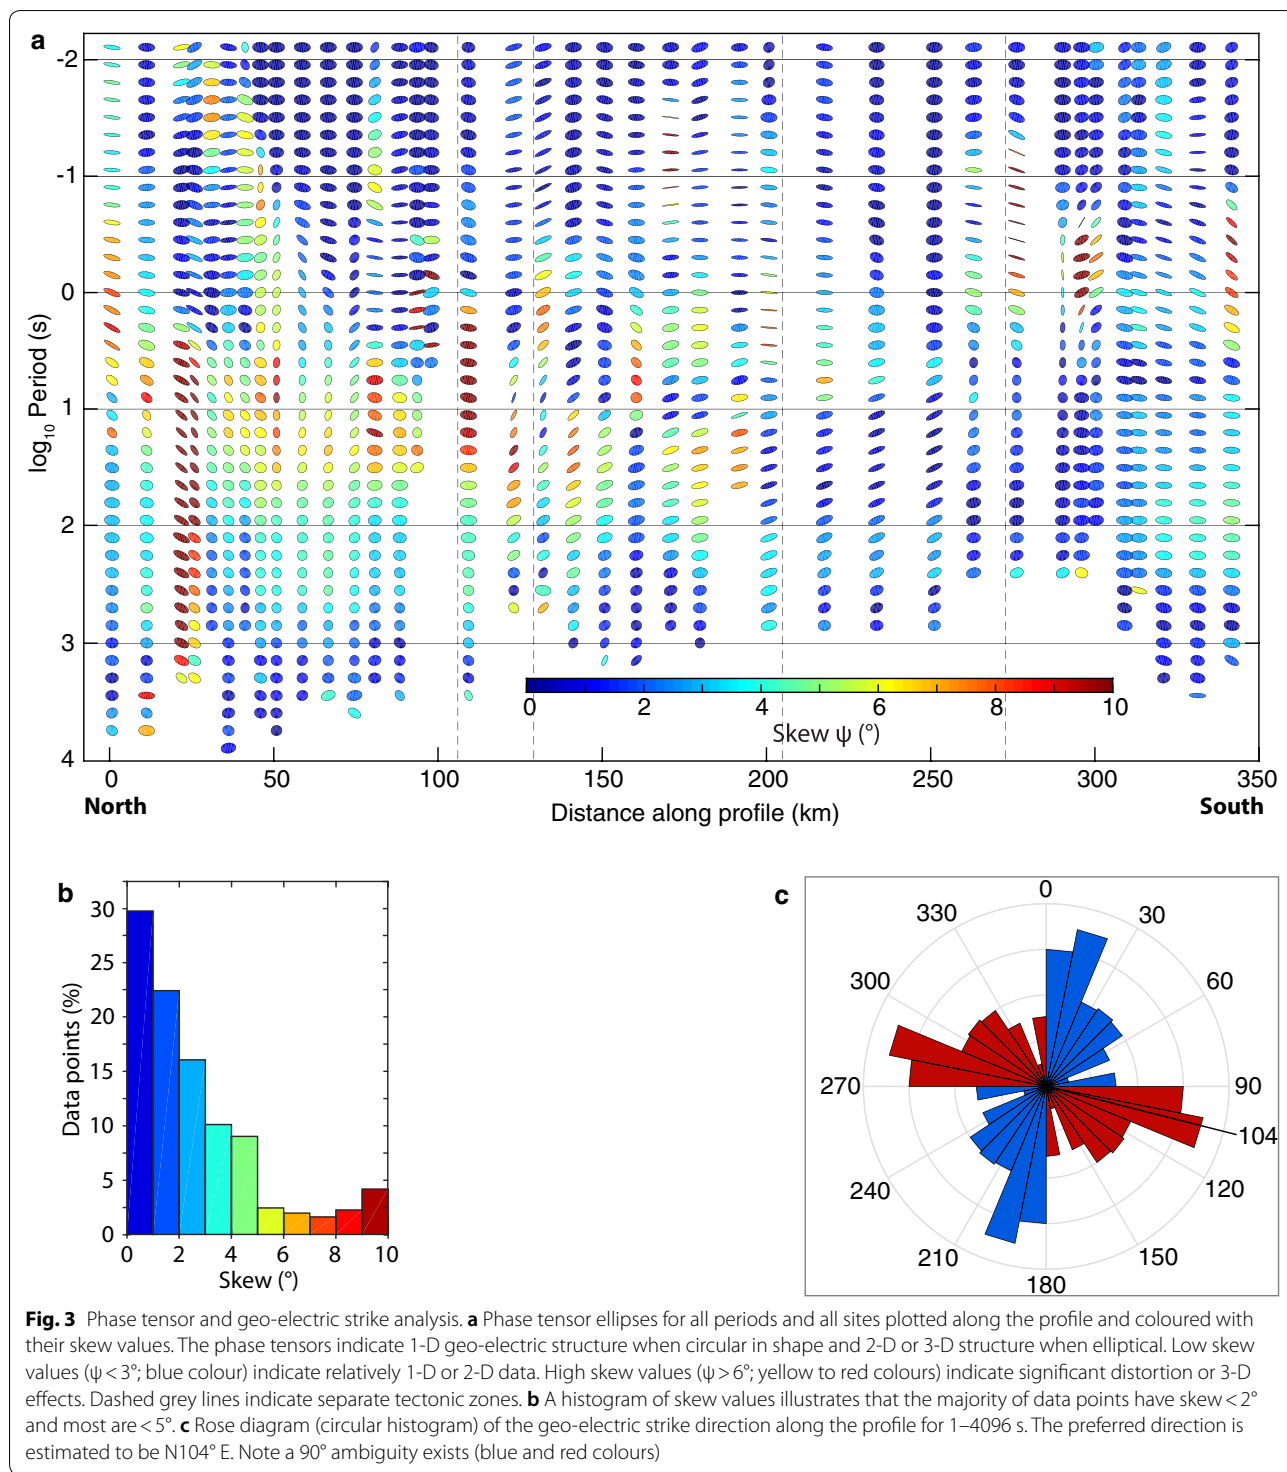 a
-2
-1
0
1
2
3
4
log10 Period (s)
0 2 4 6 8 10
Skew ψ (°)
0 50 100 150 200 250 300 350
North Distance along profile (km) South
b
30
25
20
15
10
5
0
Data points (%)
0 2 4 6 8 10
Skew (°)
c
0
30
60
90
104
120
150
180
210
240
270
300
330
Fig. 3 Phase tensor and geo-electric strike analysis. a Phase tensor ellipses for all periods and all sites plotted along the profile and coloured with
their skew values. The phase tensors indicate 1-D geo-electric structure when circular in shape and 2-D or 3-D structure when elliptical. Low skew
values (ψ < 3°; blue colour) indicate relatively 1-D or 2-D data. High skew values (ψ > 6°; yellow to red colours) indicate significant distortion or 3-D
effects. Dashed grey lines indicate separate tectonic zones. b A histogram of skew values illustrates that the majority of data points have skew < 2°
and most are < 5°. c Rose diagram (circular histogram) of the geo-electric strike direction along the profile for 1–4096 s. The preferred direction is
estimated to be N104° E. Note a 90° ambiguity exists (blue and red colours)